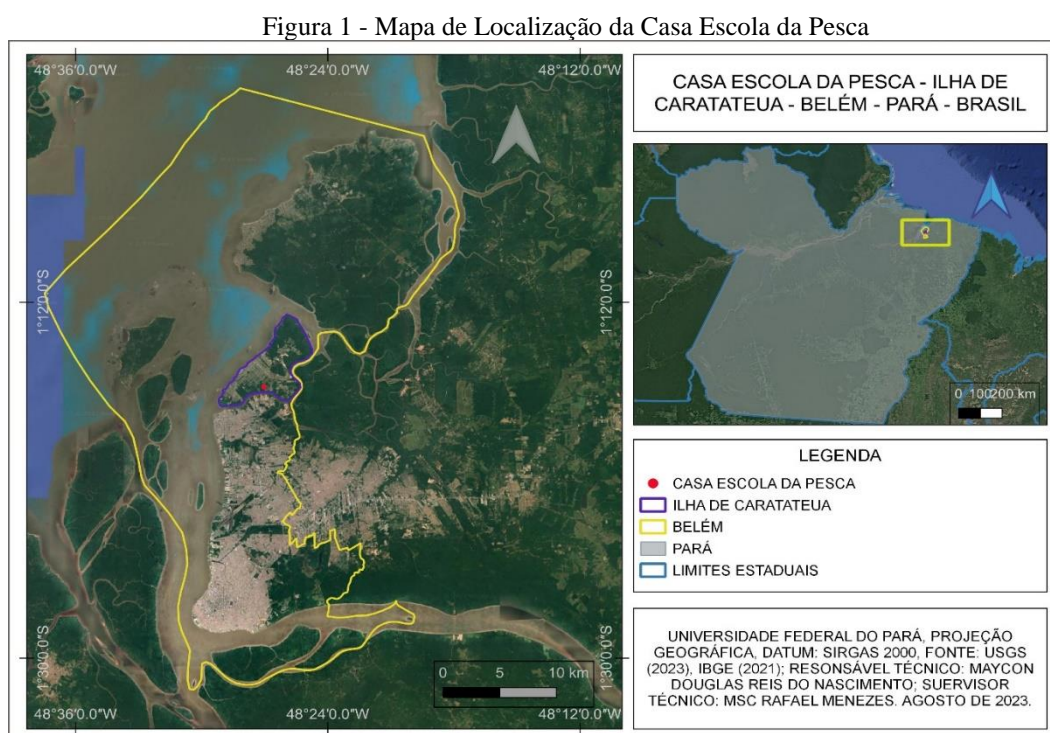 Figura 1 - Mapa de Localização da Casa Escola da Pesca
48°36'0.0"W 48°24'0.0"W 48°12'0.0"W
1°12'0.0"S 1°12'0.0"S
1°30'0.0"S 1°30'0.0"S
0 5 10 km
48°36'0.0"W 48°24'0.0"W 48°12'0.0"W
CASA ESCOLA DA PESCA - ILHA DE
CARATATEUA - BELÉM - PARÁ - BRASIL
0 100200 km
LEGENDA
CASA ESCOLA DA PESCA
ILHA DE CARATATEUA
BELÉM
PARÁ
LIMITES ESTADUAIS
UNIVERSIDADE FEDERAL DO PARÁ, PROJEÇÃO
GEOGRÁFICA, DATUM: SIRGAS 2000, FONTE: USGS
(2023), IBGE (2021); RESONSÁVEL TÉCNICO: MAYCON
DOUGLAS REIS DO NASCIMENTO; SUERVISOR
TÉCNICO: MSC RAFAEL MENEZES. AGOSTO DE 2023.